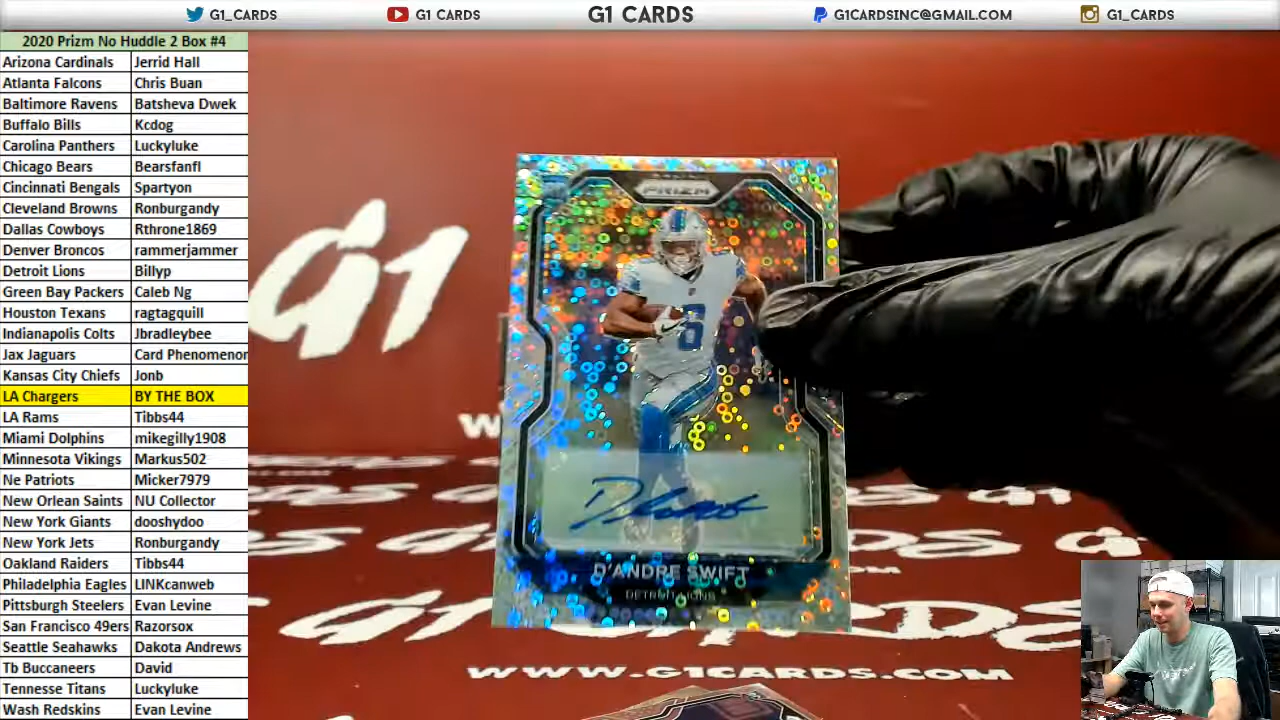 G1_CARDS
G1 CARDS
G1 CARDS
G1CARDSINC@GMAIL.COM
G1_CARDS
2020 Prizm No Huddle 2 Box #4
Arizona Cardinals Jerrid Hall
Atlanta Falcons Chris Buan
Baltimore Ravens Batsheva Dwek
Buffalo Bills Kcdog
Carolina Panthers Luckyluke
Chicago Bears Bearsfanfl
Cincinnati Bengals Spartyon
Cleveland Browns Ronburgandy
Dallas Cowboys Rthrone1869
Denver Broncos rammerjammer
Detroit Lions Billyp
Green Bay Packers Caleb Ng
Houston Texans ragtagquill
Indianapolis Colts Jbradleybee
Jax Jaguars Card Phenomenon
Kansas City Chiefs Jonb
LA Chargers BY THE BOX
LA Rams Tibbs44
Miami Dolphins mikegilly1908
Minnesota Vikings Markus502
Ne Patriots Micker7979
New Orlean Saints NU Collector
New York Giants dooshydoo
New York Jets Ronburgandy
Oakland Raiders Tibbs44
Philadelphia Eagles LINKcanweb
Pittsburgh Steelers Evan Levine
San Francisco 49ers Razorsox
Seattle Seahawks Dakota Andrews
Tb Buccaneers David
Tennesse Titans Luckyluke
Wash Redskins Evan Levine
G1
PRIZM
8
D'ANDRE SWIFT
DETROIT LIONS
G1 CARDS
WWW.G1CARDS.COM